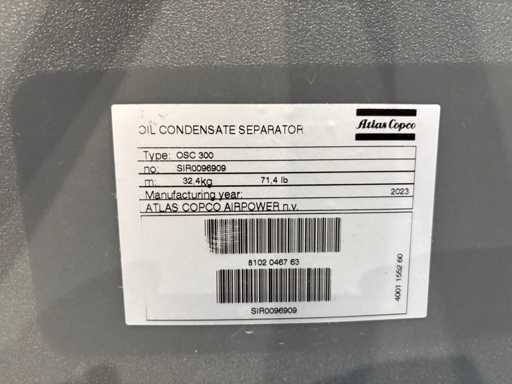 OIL CONDENSATE SEPARATOR
Atlas Copco
Type: OSC 300
no: SIR0096909
m: 32,4kg 71,4 lb
Manufacturing year: 2023
ATLAS COPCO AIRPOWER n.v.
8102 0467 63
SIR0096909
4001 1552 60